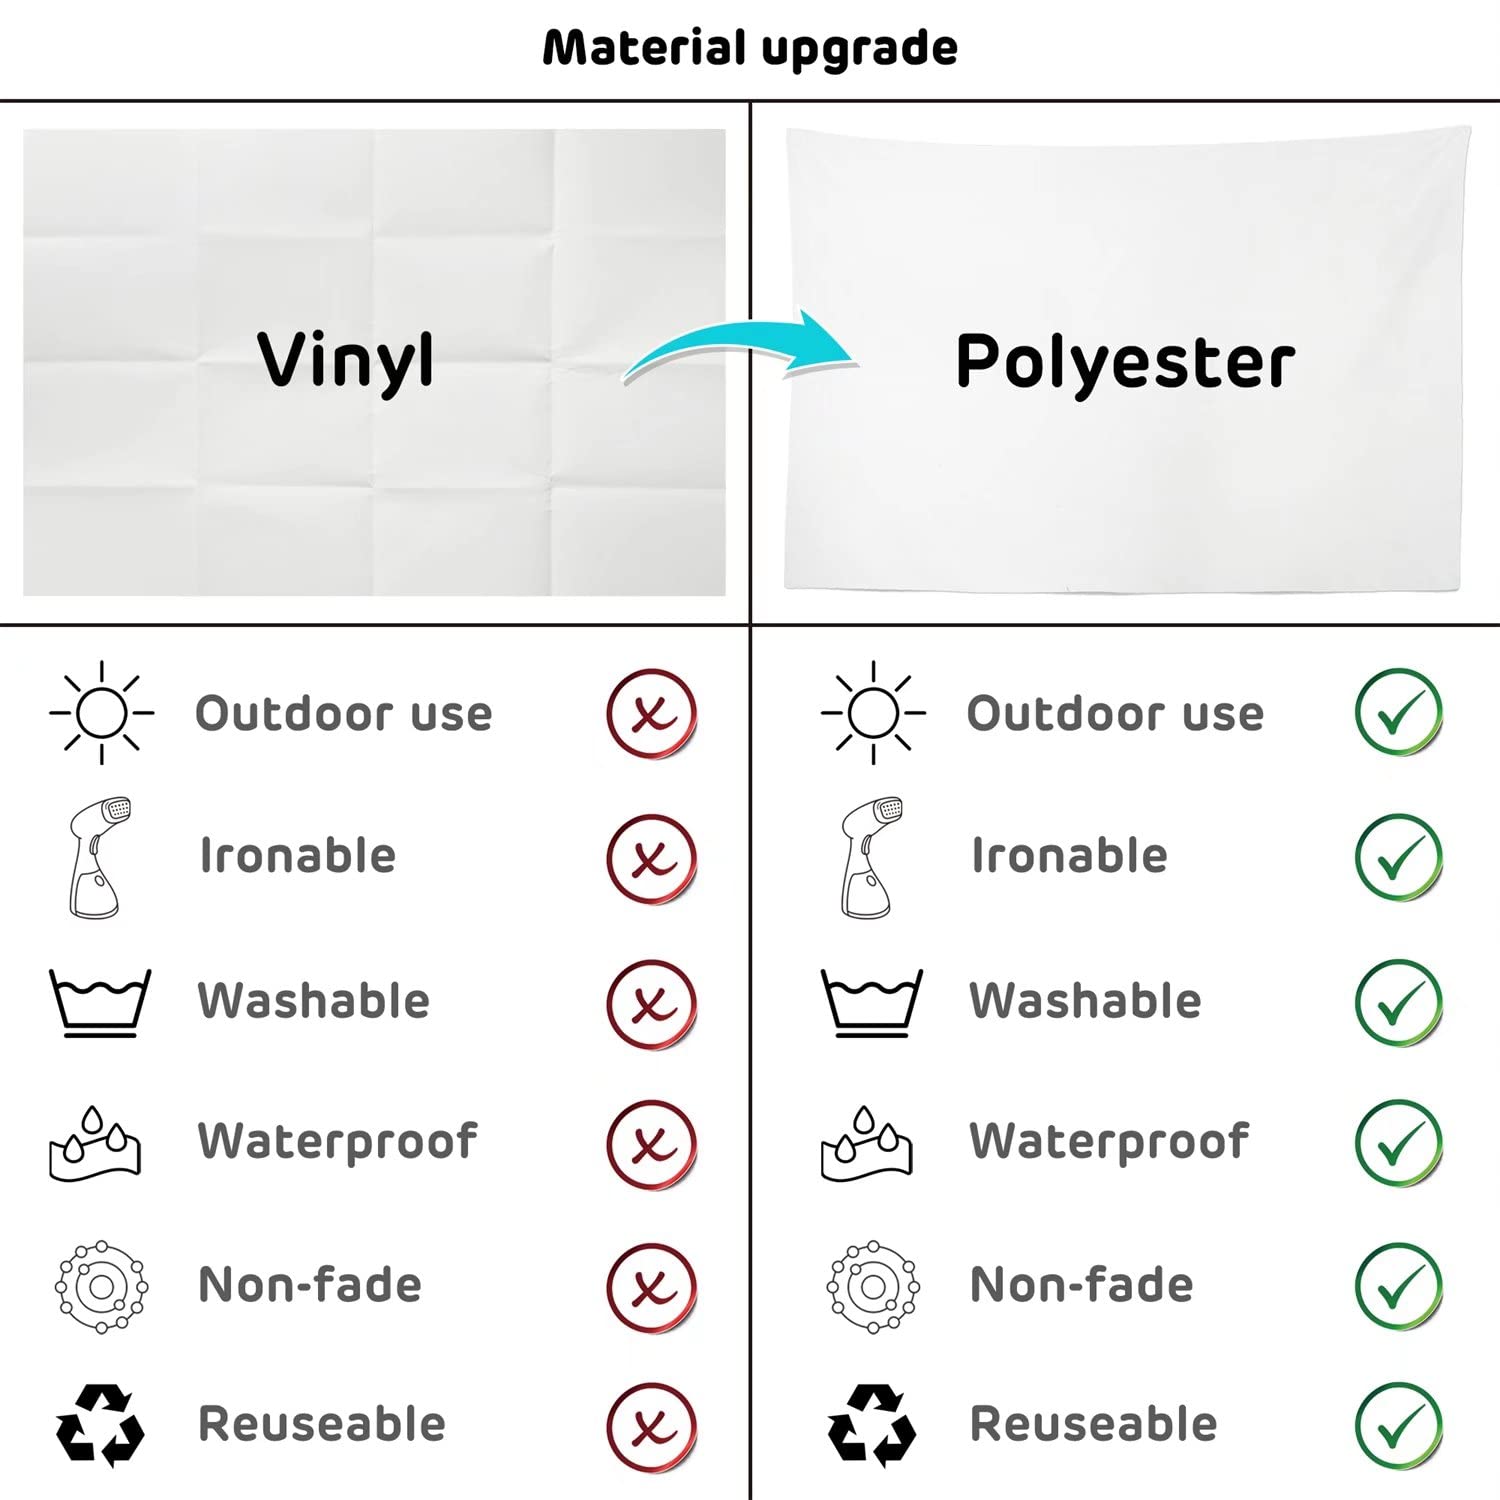 Material upgrade
Vinyl
Polyester
Outdoor use
Ironable
Washable
Waterproof
Non-fade
Reuseable
Outdoor use
Ironable
Washable
Waterproof
Non-fade
Reuseable